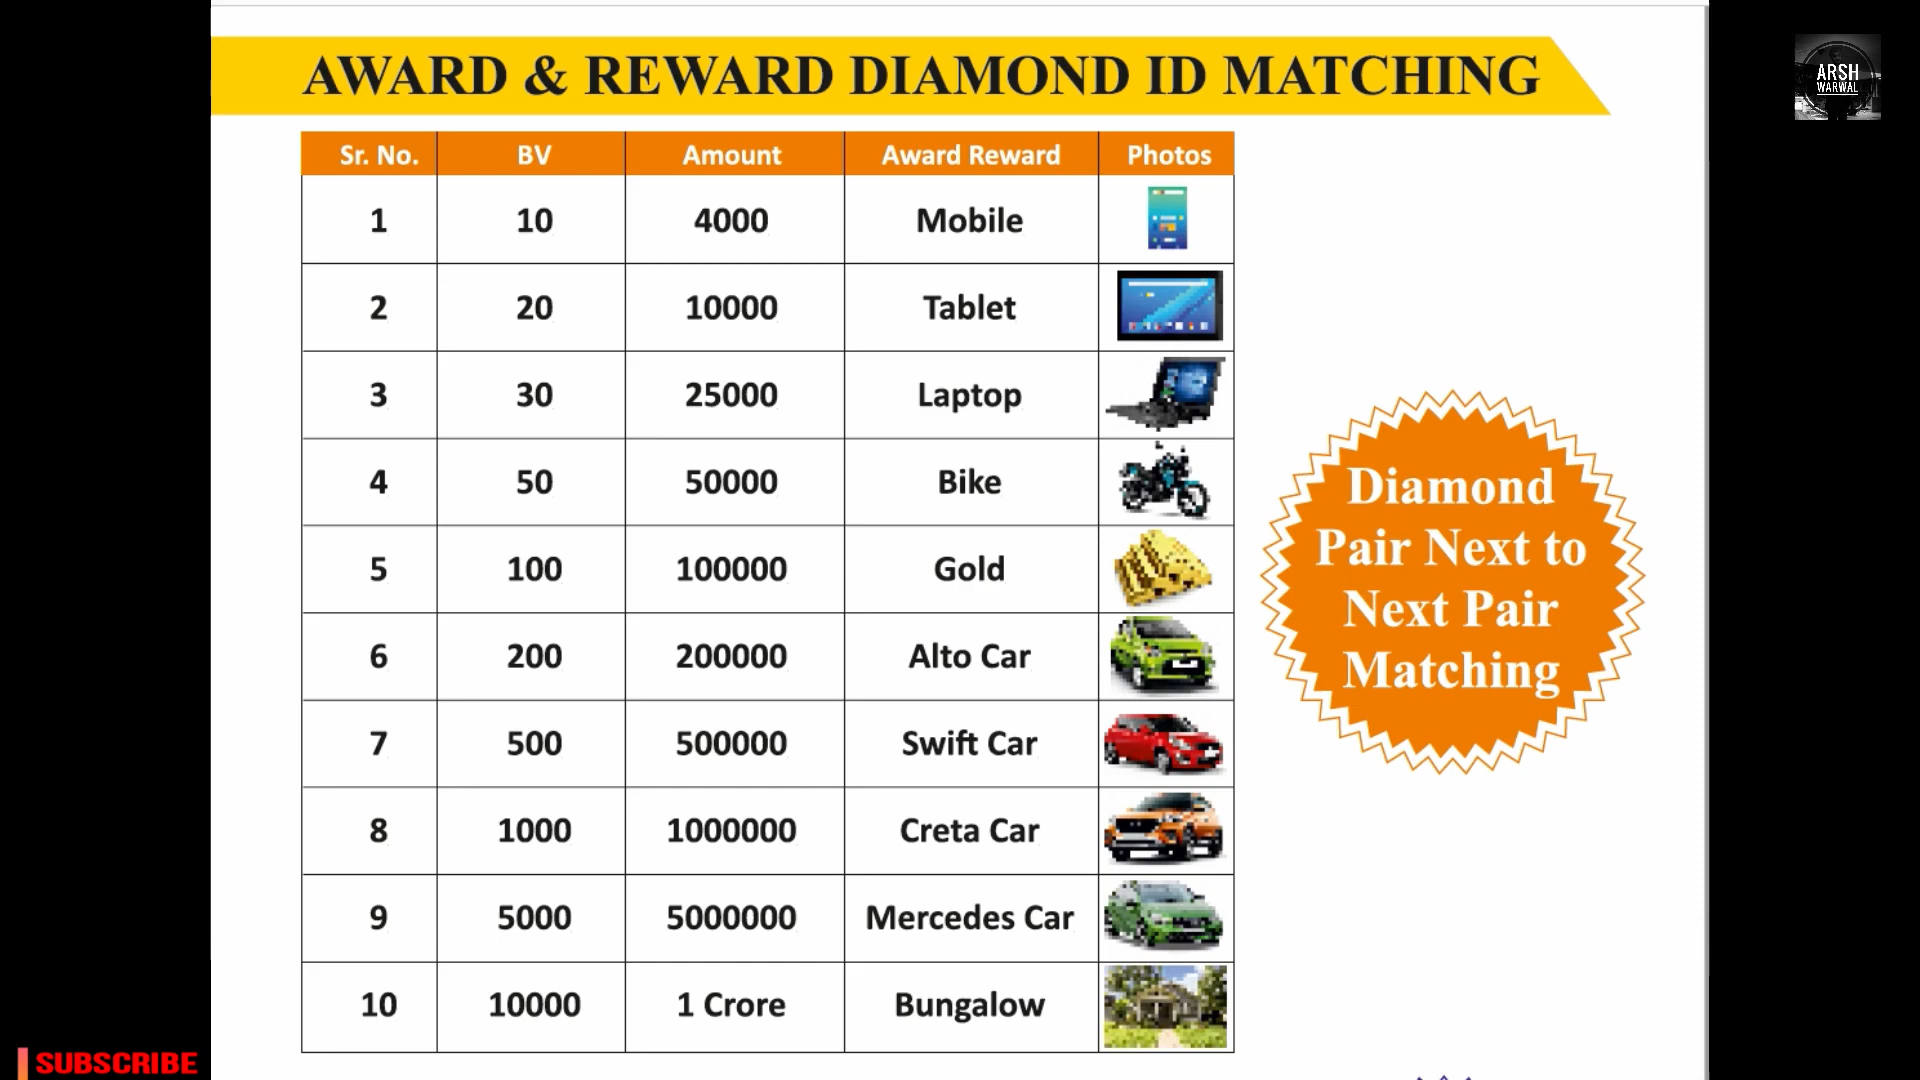 AWARD & REWARD DIAMOND ID MATCHING
ARSH
WARWAL
Sr. No. BV Amount Award Reward Photos
1 10 4000 Mobile
2 20 10000 Tablet
3 30 25000 Laptop
4 50 50000 Bike
5 100 100000 Gold
6 200 200000 Alto Car
7 500 500000 Swift Car
8 1000 1000000 Creta Car
9 5000 5000000 Mercedes Car
10 10000 1 Crore Bungalow
Diamond
Pair Next to
Next Pair
Matching
SUBSCRIBE